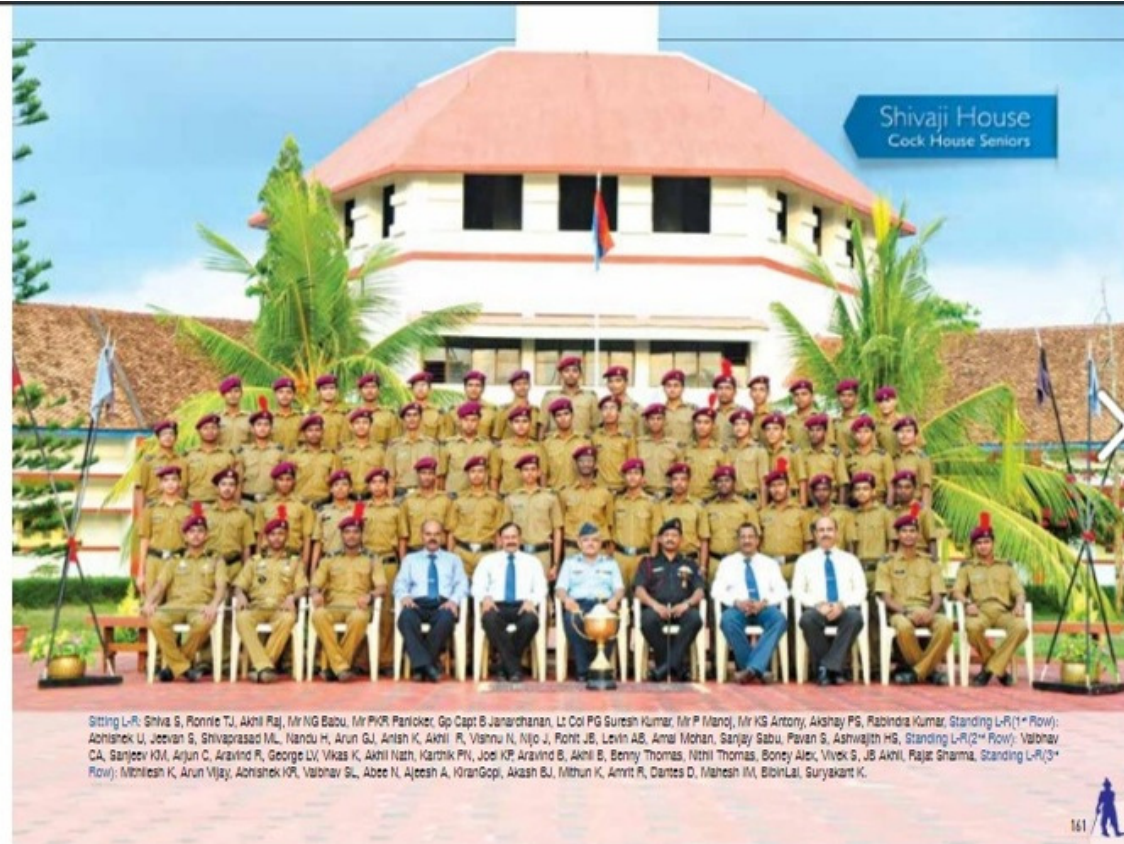 Shivaji House
Cock House Seniors
Sitting L-R: Shiva S, Ronnie TJ, Akhil Raj, Mr NG Babu, Mr PKR Panicker, Gp Capt B Janardhanan, Lt Col PG Suresh Kumar, Mr P Manoj, Mr KS Antony, Akshay PS, Rabindra Kumar, Standing L-R(1st Row):
Abhishek U, Jeevan S, Shivaprasad ML, Nandu H, Arun GJ, Anish K, Akhil R, Vishnu N, Nijo J, Rohit JB, Levin AB, Amal Mohan, Sanjay Sabu, Pavan S, Ashwajith HS, Standing L-R(2nd Row): Vaibhav
CA, Sanjeev KM, Arjun C, Aravind R, George LV, Vikas K, Akhil Nath, Karthik PN, Joel KP, Aravind B, Akhil B, Benny Thomas, Nithil Thomas, Boney Alex, Vivek S, JB Akhil, Rajat Sharma, Standing L-R(3rd
Row): Mithilesh K, Arun Vijay, Abhishek KR, Vaibhav SL, Abee N, Ajeesh A, KiranGopi, Akash BJ, Mithun K, Amrit R, Dantes D, Mahesh IM, BibinLal, Suryakant K.
161